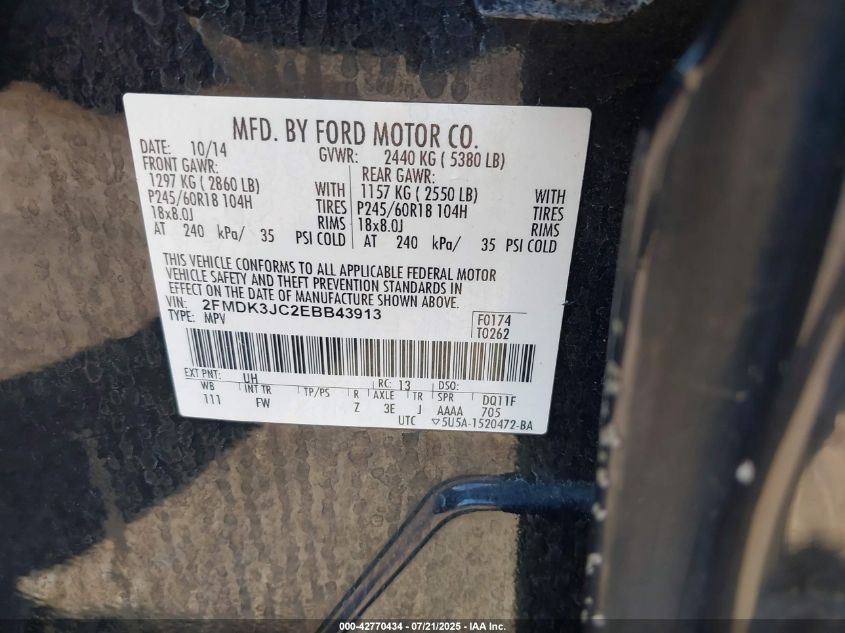 MFD. BY FORD MOTOR CO.
DATE: 10/14 GVWR: 2440 KG ( 5380 LB)
FRONT GAWR: REAR GAWR:
1297 KG ( 2860 LB) WITH 1157 KG ( 2550 LB) WITH
P245/60R18 104H TIRES P245/60R18 104H TIRES
18x8.0J RIMS 18x8.0J RIMS
AT 240 kPa/ 35 PSI COLD AT 240 kPa/ 35 PSI COLD
THIS VEHICLE CONFORMS TO ALL APPLICABLE FEDERAL MOTOR
VEHICLE SAFETY AND THEFT PREVENTION STANDARDS IN
EFFECT ON THE DATE OF MANUFACTURE SHOWN ABOVE.
VIN: 2FMDK3JC2EBB43913 F0174
TYPE: MPV T0262
EXT PNT: UH RC: 13 DSO:
WB INT TR TP/PS R AXLE TR SPR DQ11F
111 FW Z 3E J AAAA 705
UTC ▽5U5A-1520472-BA
000-42770434 / 07/21/2025 / IAA Inc.